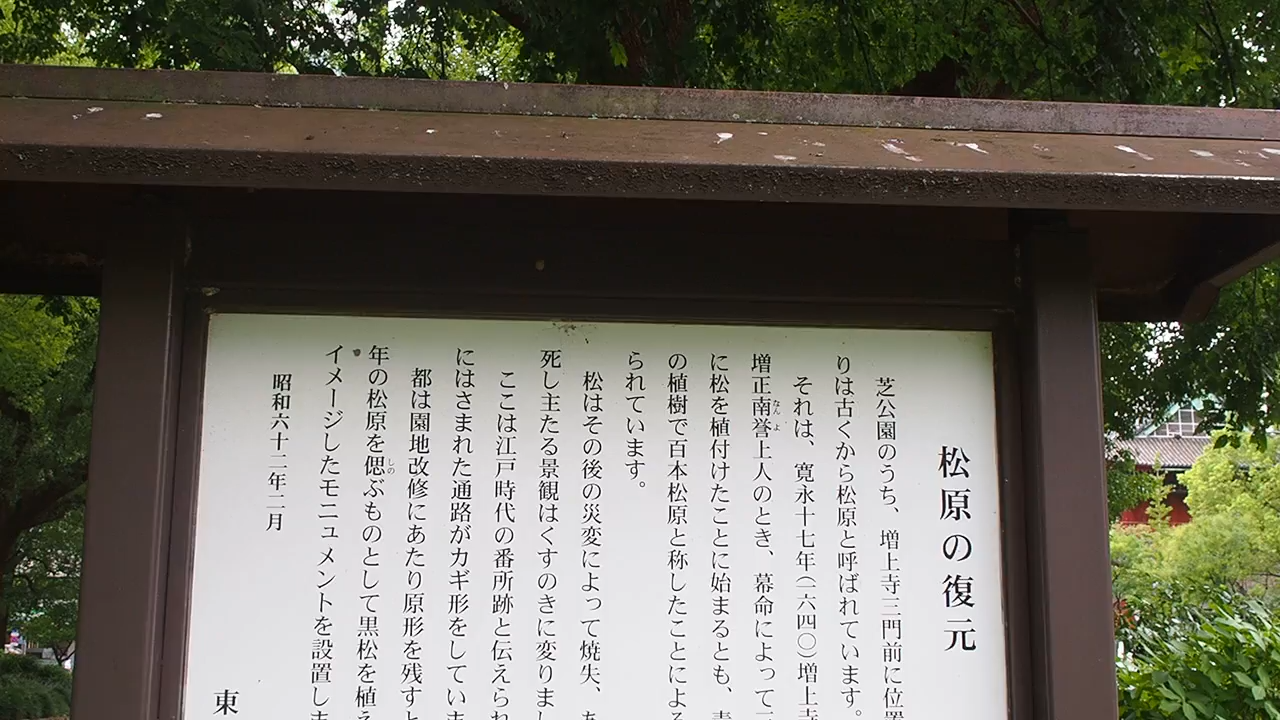 松原の復元
芝公園のうち、増上寺三門前に位置
りは古くから松原と呼ばれています。
それは、寛永十七年(一六四〇)増上寺
増正南誉上人のとき、幕命によって
なんよ
に松を植付けたことに始まるとも、
の植樹で百本松原と称したことによる
られています。
松はその後の災変によって焼失、
死し主たる景観はくすのきに変りまし
ここは江戸時代の番所跡と伝えられ
にはさまれた通路がカギ形をしていま
都は園地改修にあたり原形を残すと
年の松原を偲ぶものとして黒松を植え
しの
イメージしたモニュメントを設置しま
昭和六十二年二月
東